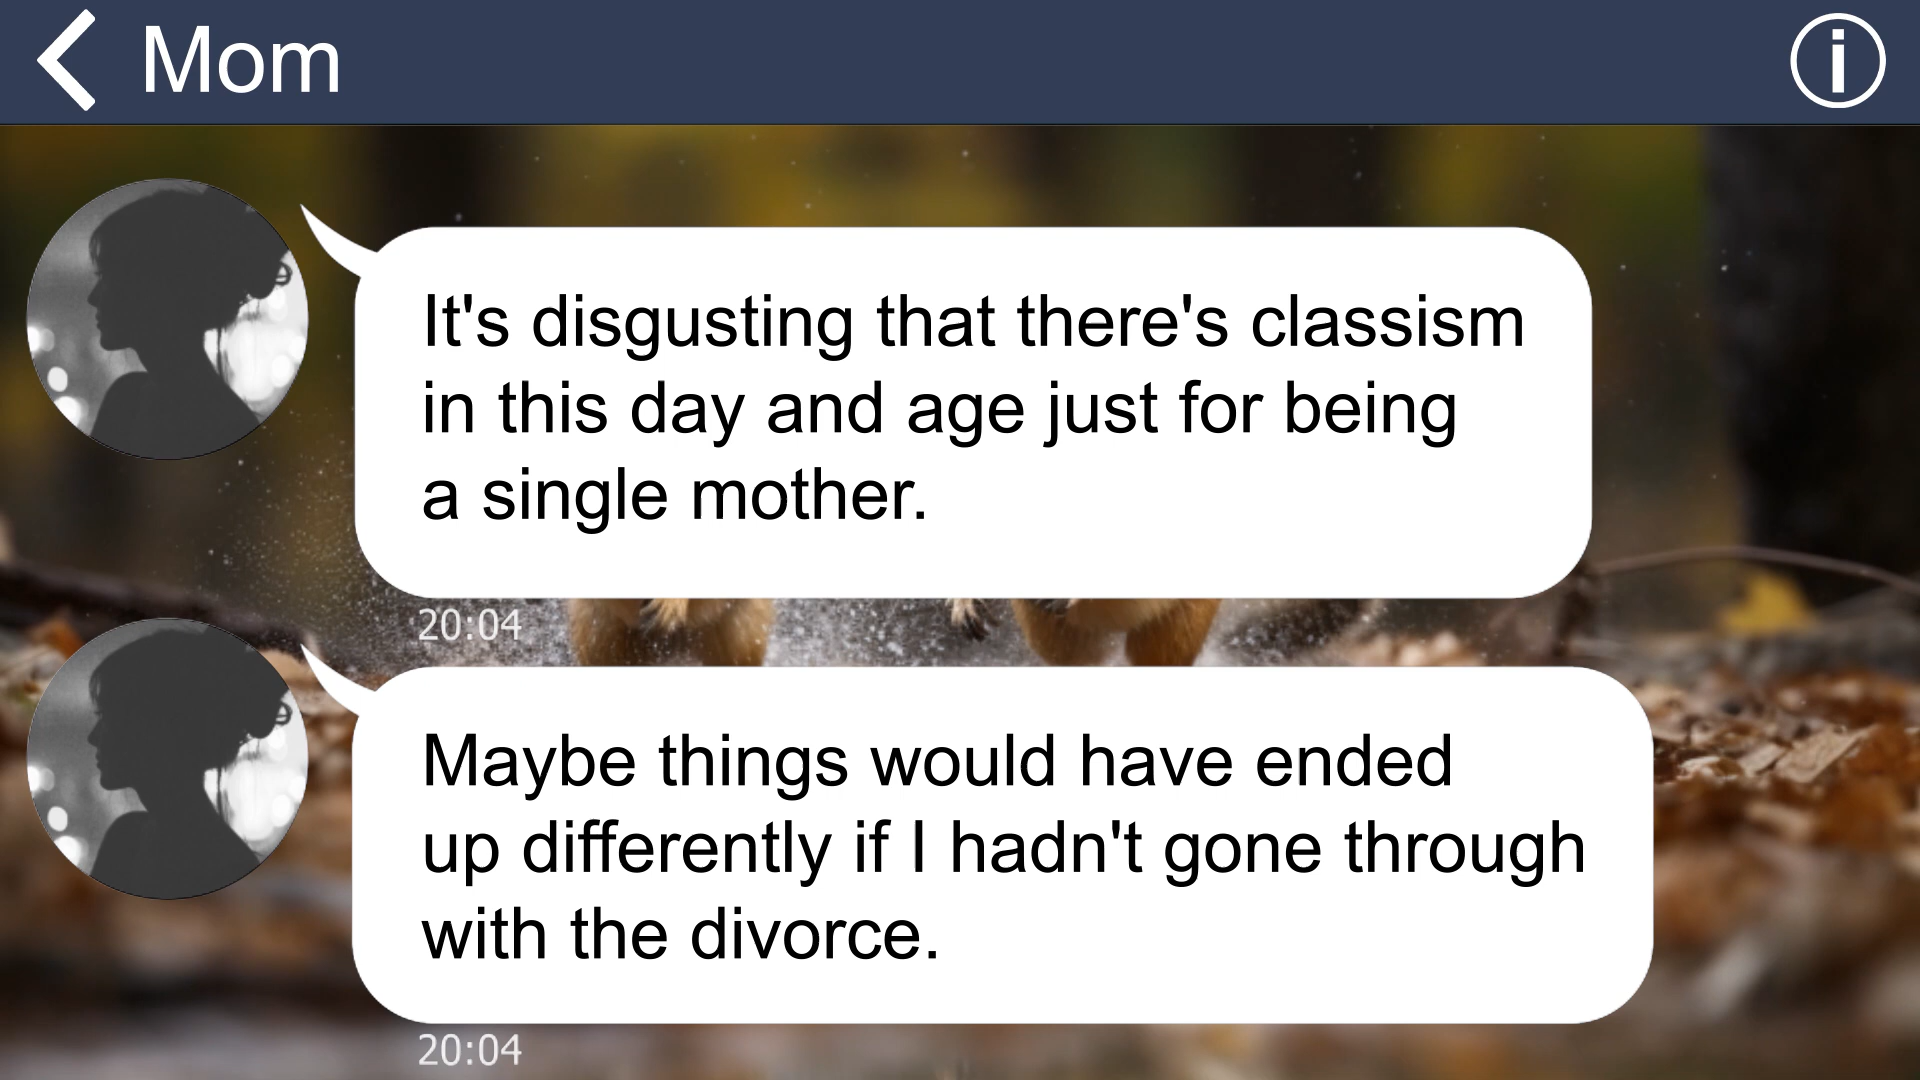 Mom
It's disgusting that there's classism
in this day and age just for being
a single mother.
20:04
Maybe things would have ended
up differently if I hadn't gone through
with the divorce.
20:04